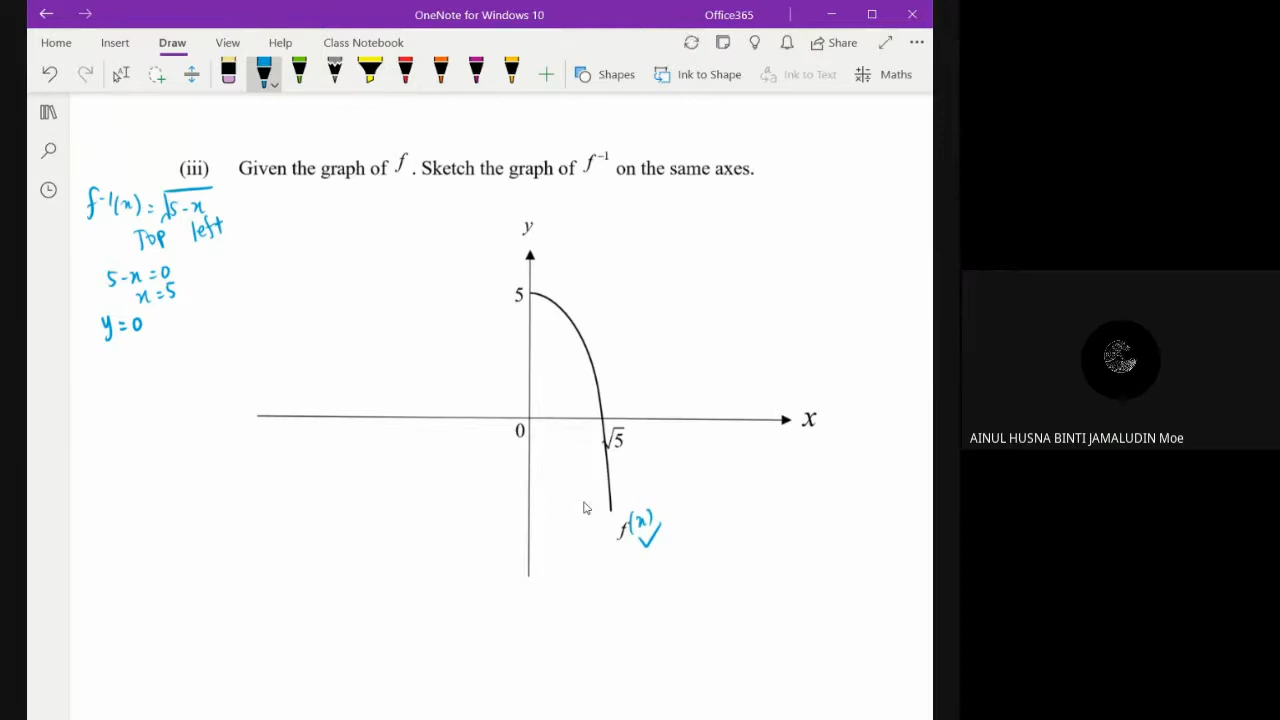 OneNote for Windows 10
Office365
Home Insert Draw View Help Class Notebook
Share
Shapes Ink to Shape Ink to Text Maths
(iii) Given the graph of f . Sketch the graph of f⁻¹ on the same axes.
f⁻¹(x) = √5-x
Top left
5-x = 0
x = 5
y = 0
y
5
0
√5
x
f(x)
AINUL HUSNA BINTI JAMALUDIN Moe